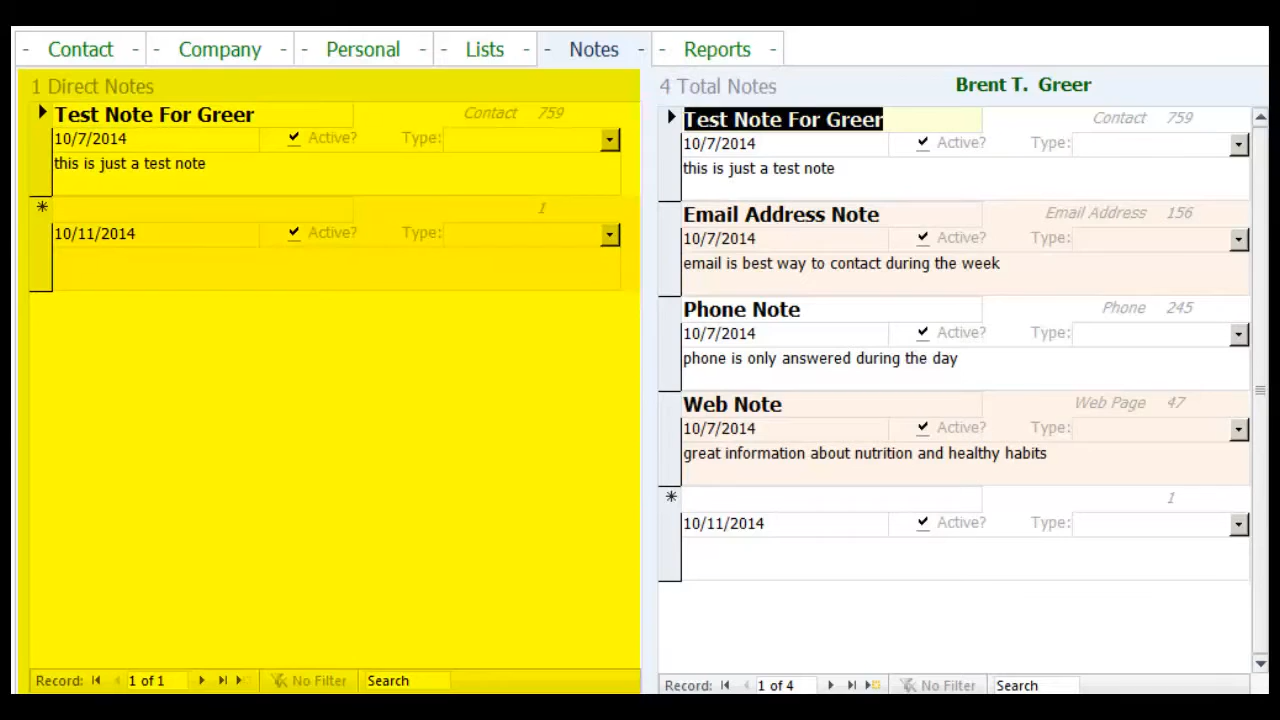 - Contact - - Company - - Personal - - Lists - - Notes - - Reports -
1 Direct Notes
Test Note For Greer Contact 759
10/7/2014 Active? Type:
this is just a test note
1
10/11/2014 Active? Type:
Record: 1 of 1 No Filter Search
4 Total Notes Brent T. Greer
Test Note For Greer Contact 759
10/7/2014 Active? Type:
this is just a test note
Email Address Note Email Address 156
10/7/2014 Active? Type:
email is best way to contact during the week
Phone Note Phone 245
10/7/2014 Active? Type:
phone is only answered during the day
Web Note Web Page 47
10/7/2014 Active? Type:
great information about nutrition and healthy habits
1
10/11/2014 Active? Type:
Record: 1 of 4 No Filter Search